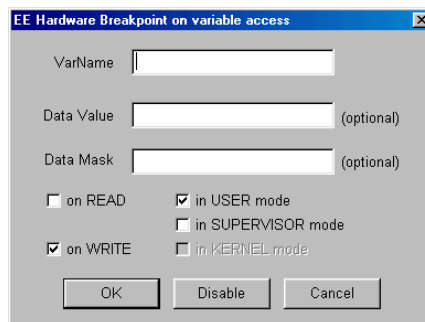 EE Hardware Breakpoint on variable access
VarName
Data Value (optional)
Data Mask (optional)
on READ in USER mode
in SUPERVISOR mode
on WRITE in KERNEL mode
OK Disable Cancel